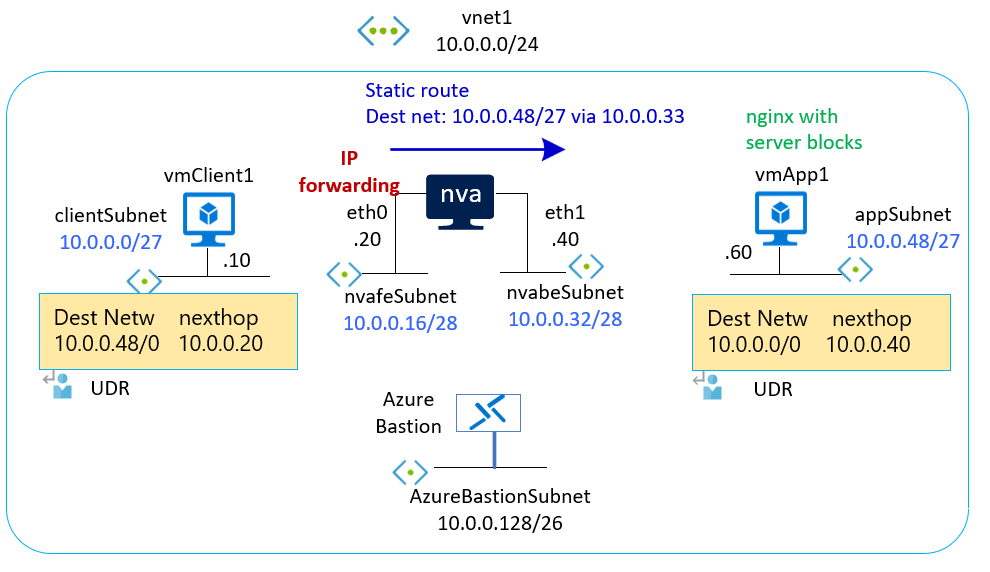 vnet1
10.0.0.0/24
Static route
Dest net: 10.0.0.48/27 via 10.0.0.33
nginx with
server blocks
IP
forwarding
nva
vmClient1
vmApp1
clientSubnet
10.0.0.0/27
.10
eth0
.20
eth1
.40
appSubnet
10.0.0.48/27
.60
nvafeSubnet
10.0.0.16/28
nvabeSubnet
10.0.0.32/28
Dest Netw nexthop
10.0.0.48/0 10.0.0.20
UDR
Dest Netw nexthop
10.0.0.0/0 10.0.0.40
UDR
Azure
Bastion
AzureBastionSubnet
10.0.0.128/26